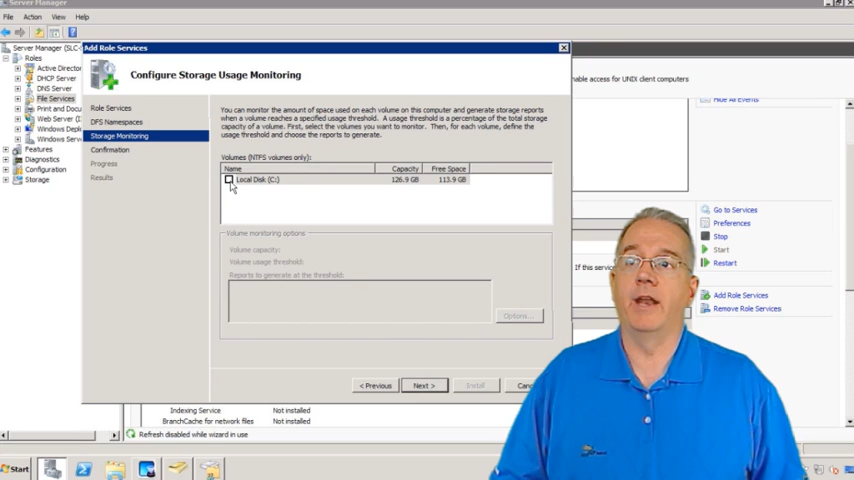 Server Manager
File Action View Help
Server Manager (SLC-
Roles
Active Director
DHCP Server
DNS Server
File Services
Print and Docu
Web Server (I
Windows Depl
Windows Serve
Features
Diagnostics
Configuration
Storage
Add Role Services
Configure Storage Usage Monitoring
Role Services
DFS Namespaces
Storage Monitoring
Confirmation
Progress
Results
You can monitor the amount of space used on each volume on this computer and generate storage reports
when a volume reaches a specified usage threshold. A usage threshold is a percentage of the total storage
capacity of a volume. First, select the volumes you want to monitor. Then, for each volume, define the
usage threshold and choose the reports to generate.
Volumes (NTFS volumes only):
Name Capacity Free Space
Local Disk (C:) 126.9 GB 113.9 GB
Volume monitoring options
Volume capacity:
Volume usage threshold:
Reports to generate at the threshold:
Options...
< Previous Next > Install Canc
nable access for UNIX client computers
Hide All Events
Go to Services
Preferences
Stop
Start
Restart
If this servic
Add Role Services
Remove Role Services
Indexing Service Not installed
BranchCache for network files Not installed
Refresh disabled while wizard in use
Start